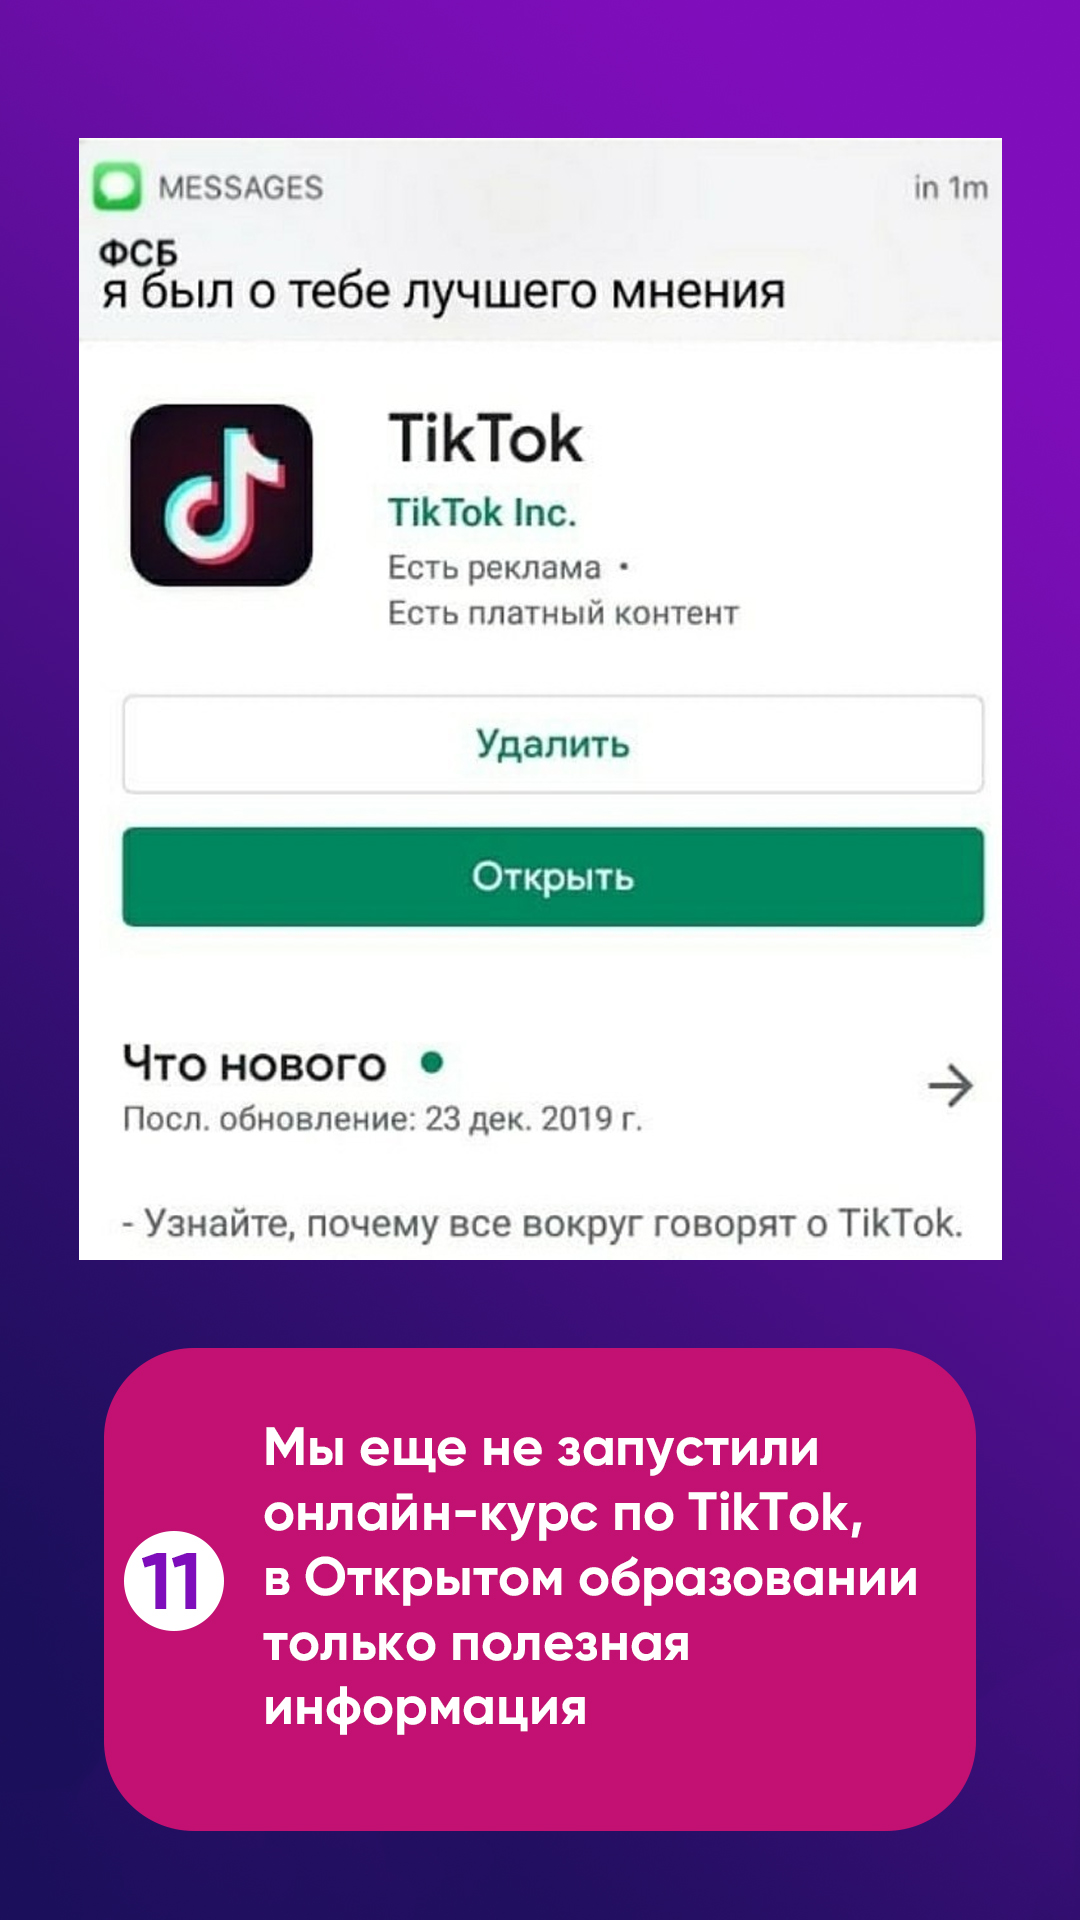 MESSAGES
in 1m
ФСБ
я был о тебе лучшего мнения
TikTok
TikTok Inc.
Есть реклама •
Есть платный контент
Удалить
Открыть
Что нового
Посл. обновление: 23 дек. 2019 г.
- Узнайте, почему все вокруг говорят о TikTok.
11
Мы еще не запустили
онлайн-курс по TikTok,
в Открытом образовании
только полезная
информация